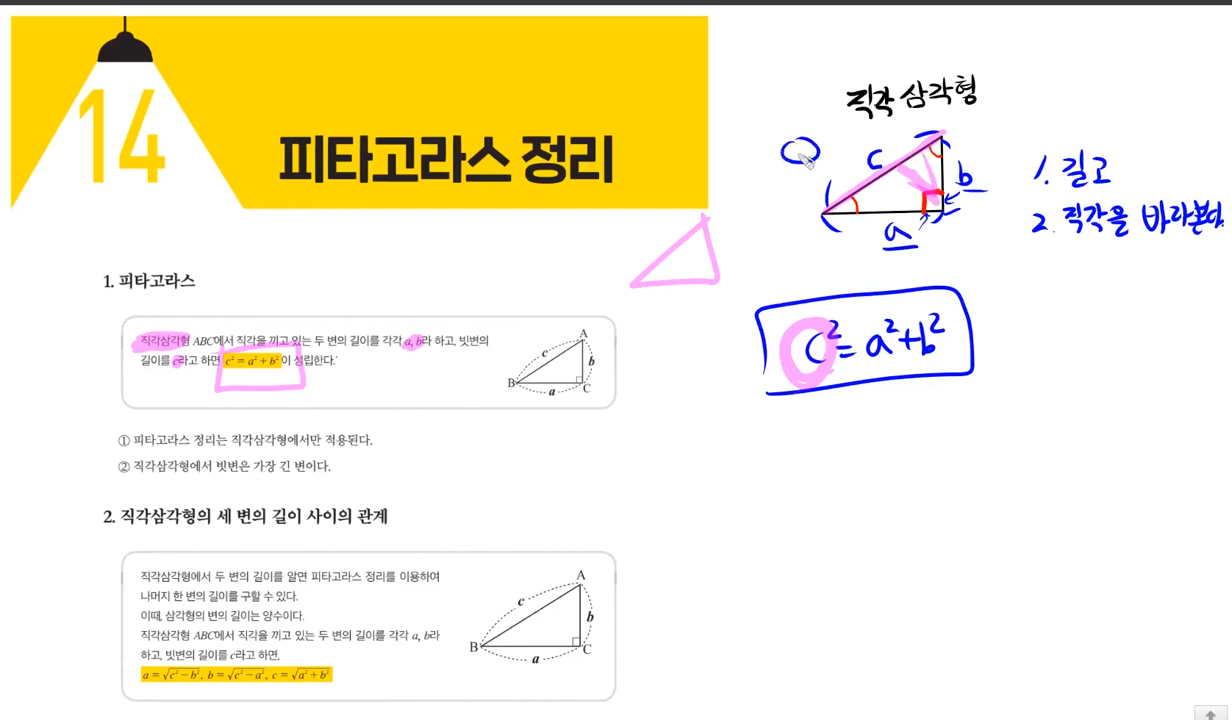 14
피타고라스 정리
1. 피타고라스
직각삼각형 ABC에서 직각을 끼고 있는 두 변의 길이를 각각 a, b라 하고, 빗변의
길이를 c라고 하면 c² = a² + b²이 성립한다.'
A
c
b
B
a
C
① 피타고라스 정리는 직각삼각형에서만 적용된다.
② 직각삼각형에서 빗변은 가장 긴 변이다.
2. 직각삼각형의 세 변의 길이 사이의 관계
직각삼각형에서 두 변의 길이를 알면 피타고라스 정리를 이용하여
나머지 한 변의 길이를 구할 수 있다.
이때, 삼각형의 변의 길이는 양수이다.
직각삼각형 ABC에서 직각을 끼고 있는 두 변의 길이를 각각 a, b라
하고, 빗변의 길이를 c라고 하면,
a = √c² − b², b = √c² − a², c = √a² + b²
A
c
b
B
a
C
직각 삼각형
c
b
a
1. 길고
2. 직각을 바라본다.
c² = a² + b²